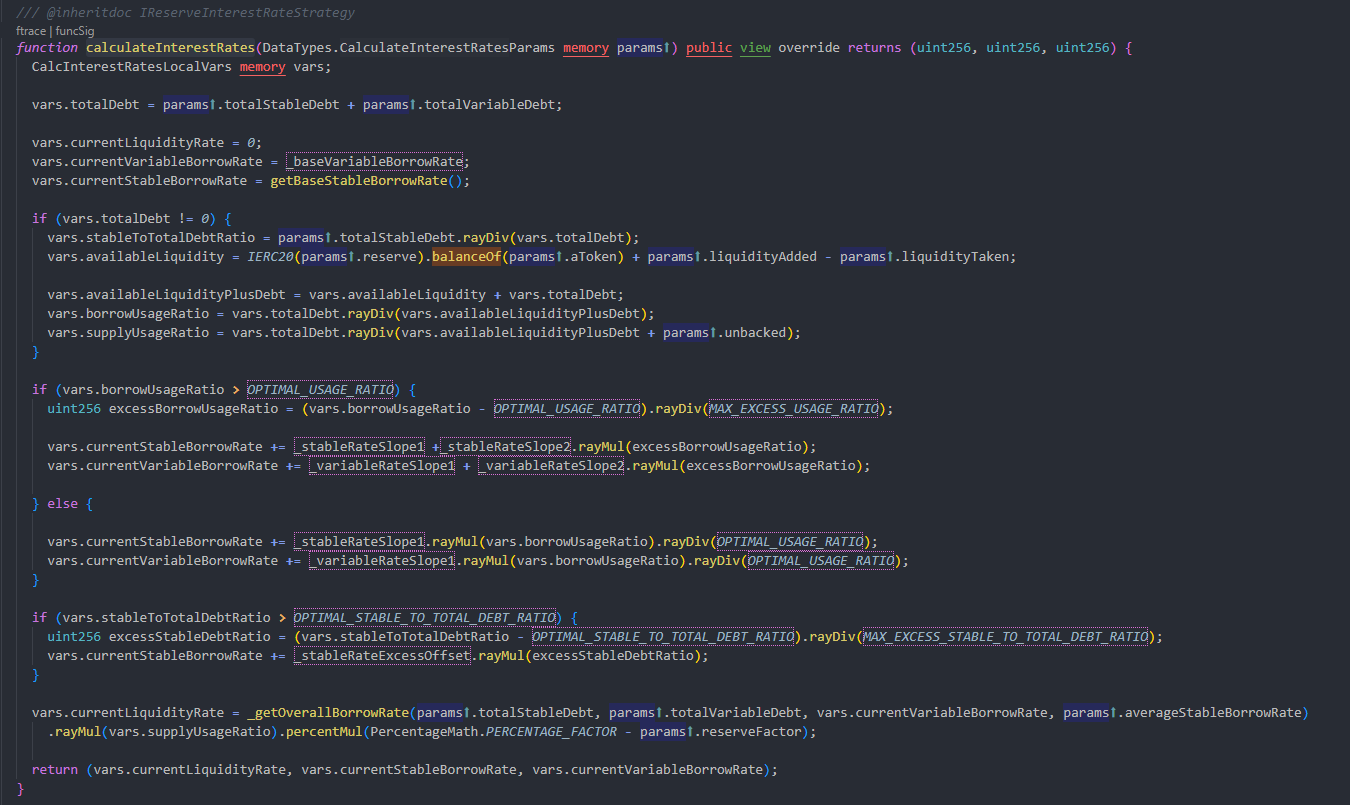 /// @inheritdoc IReserveInterestRateStrategy
ftrace | funcSig
function calculateInterestRates(DataTypes.CalculateInterestRatesParams memory params↑) public view override returns (uint256, uint256, uint256) {
CalcInterestRatesLocalVars memory vars;
vars.totalDebt = params↑.totalStableDebt + params↑.totalVariableDebt;
vars.currentLiquidityRate = 0;
vars.currentVariableBorrowRate = _baseVariableBorrowRate;
vars.currentStableBorrowRate = getBaseStableBorrowRate();
if (vars.totalDebt != 0) {
vars.stableToTotalDebtRatio = params↑.totalStableDebt.rayDiv(vars.totalDebt);
vars.availableLiquidity = IERC20(params↑.reserve).balanceOf(params↑.aToken) + params↑.liquidityAdded - params↑.liquidityTaken;
vars.availableLiquidityPlusDebt = vars.availableLiquidity + vars.totalDebt;
vars.borrowUsageRatio = vars.totalDebt.rayDiv(vars.availableLiquidityPlusDebt);
vars.supplyUsageRatio = vars.totalDebt.rayDiv(vars.availableLiquidityPlusDebt + params↑.unbacked);
}
if (vars.borrowUsageRatio > OPTIMAL_USAGE_RATIO) {
uint256 excessBorrowUsageRatio = (vars.borrowUsageRatio - OPTIMAL_USAGE_RATIO).rayDiv(MAX_EXCESS_USAGE_RATIO);
vars.currentStableBorrowRate += _stableRateSlope1 + _stableRateSlope2.rayMul(excessBorrowUsageRatio);
vars.currentVariableBorrowRate += _variableRateSlope1 + _variableRateSlope2.rayMul(excessBorrowUsageRatio);
} else {
vars.currentStableBorrowRate += _stableRateSlope1.rayMul(vars.borrowUsageRatio).rayDiv(OPTIMAL_USAGE_RATIO);
vars.currentVariableBorrowRate += _variableRateSlope1.rayMul(vars.borrowUsageRatio).rayDiv(OPTIMAL_USAGE_RATIO);
}
if (vars.stableToTotalDebtRatio > OPTIMAL_STABLE_TO_TOTAL_DEBT_RATIO) {
uint256 excessStableDebtRatio = (vars.stableToTotalDebtRatio - OPTIMAL_STABLE_TO_TOTAL_DEBT_RATIO).rayDiv(MAX_EXCESS_STABLE_TO_TOTAL_DEBT_RATIO);
vars.currentStableBorrowRate += _stableRateExcessOffset.rayMul(excessStableDebtRatio);
}
vars.currentLiquidityRate = _getOverallBorrowRate(params↑.totalStableDebt, params↑.totalVariableDebt, vars.currentVariableBorrowRate, params↑.averageStableBorrowRate)
.rayMul(vars.supplyUsageRatio).percentMul(PercentageMath.PERCENTAGE_FACTOR - params↑.reserveFactor);
return (vars.currentLiquidityRate, vars.currentStableBorrowRate, vars.currentVariableBorrowRate);
}